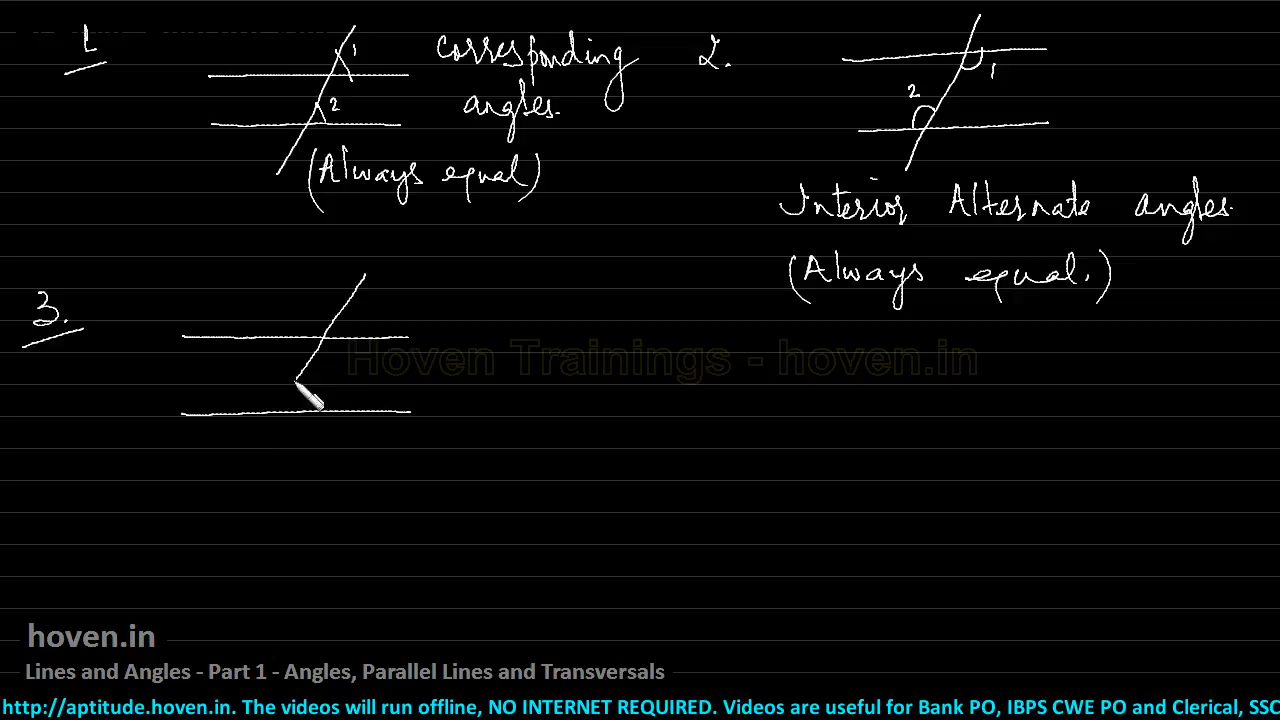 1
1
2
corresponding
angles.
(Always equal)
2.
1
2
Interior Alternate angles.
(Always equal.)
3.
Hoven Trainings - hoven.in
hoven.in
Lines and Angles - Part 1 - Angles, Parallel Lines and Transversals
http://aptitude.hoven.in. The videos will run offline, NO INTERNET REQUIRED. Videos are useful for Bank PO, IBPS CWE PO and Clerical, SSC